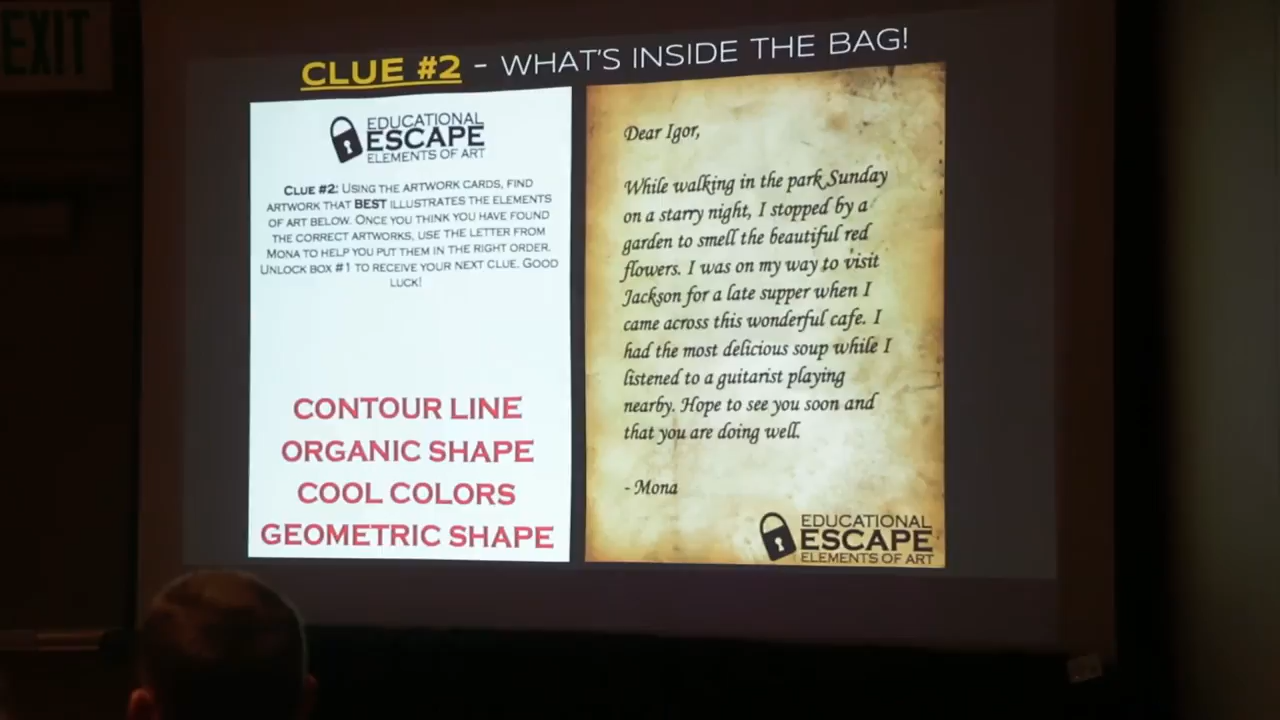 EXIT
CLUE #2 - WHAT'S INSIDE THE BAG!
EDUCATIONAL
ESCAPE
ELEMENTS OF ART
CLUE #2: USING THE ARTWORK CARDS, FIND
ARTWORK THAT BEST ILLUSTRATES THE ELEMENTS
OF ART BELOW. ONCE YOU THINK YOU HAVE FOUND
THE CORRECT ARTWORKS, USE THE LETTER FROM
MONA TO HELP YOU PUT THEM IN THE RIGHT ORDER.
UNLOCK BOX #1 TO RECEIVE YOUR NEXT CLUE. GOOD
LUCK!
CONTOUR LINE
ORGANIC SHAPE
COOL COLORS
GEOMETRIC SHAPE
Dear Igor,
While walking in the park Sunday
on a starry night, I stopped by a
garden to smell the beautiful red
flowers. I was on my way to visit
Jackson for a late supper when I
came across this wonderful cafe. I
had the most delicious soup while I
listened to a guitarist playing
nearby. Hope to see you soon and
that you are doing well.
- Mona
EDUCATIONAL
ESCAPE
ELEMENTS OF ART